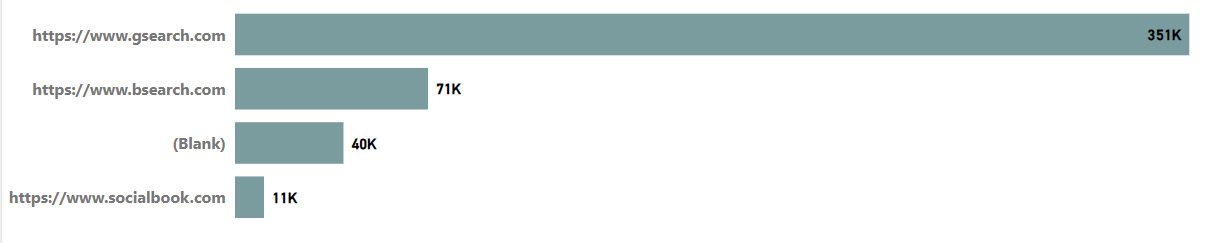 https://www.gsearch.com 351K
https://www.bsearch.com 71K
(Blank) 40K
https://www.socialbook.com 11K